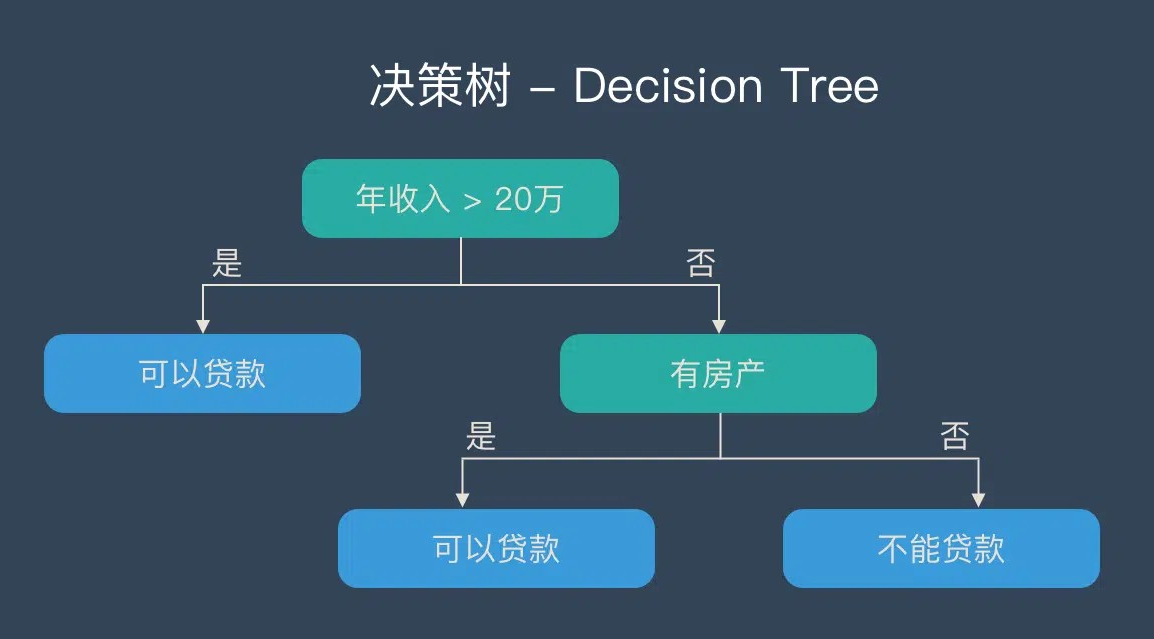 决策树 – Decision Tree
年收入 > 20万
是
否
可以贷款
有房产
是
否
可以贷款
不能贷款